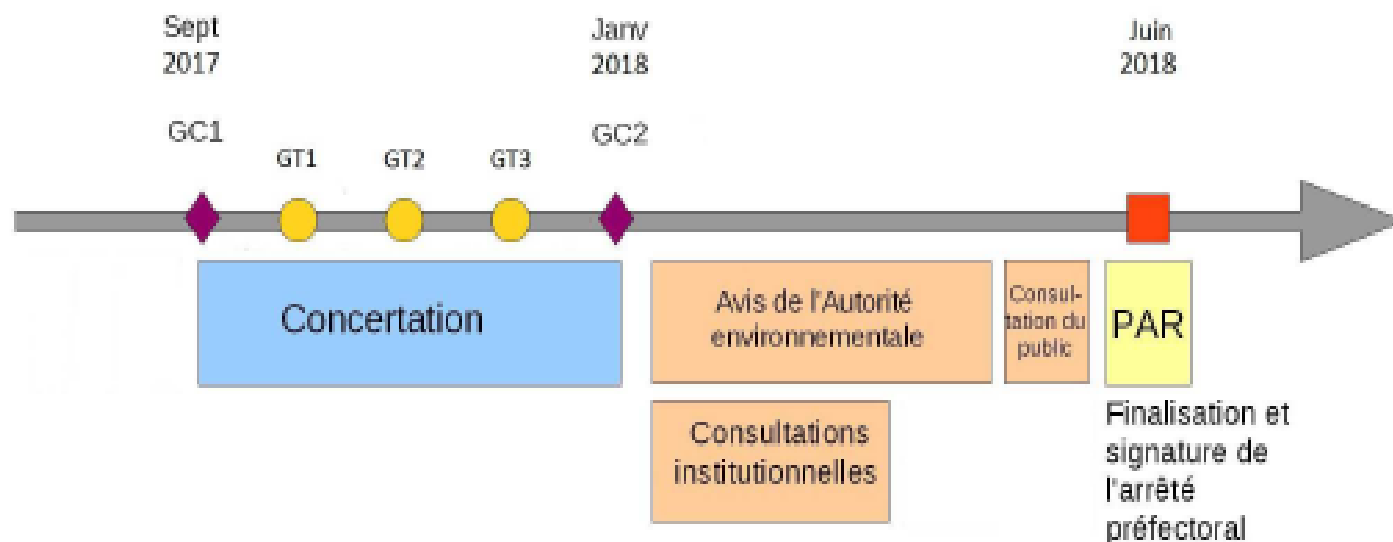 Sept
2017
Janv
2018
Juin
2018
GC1
GT1
GT2
GT3
GC2
Concertation
Avis de l'Autorité
environnementale
Consul-
tation du
public
PAR
Consultations
institutionnelles
Finalisation et
signature de
l'arrêté
préfectoral